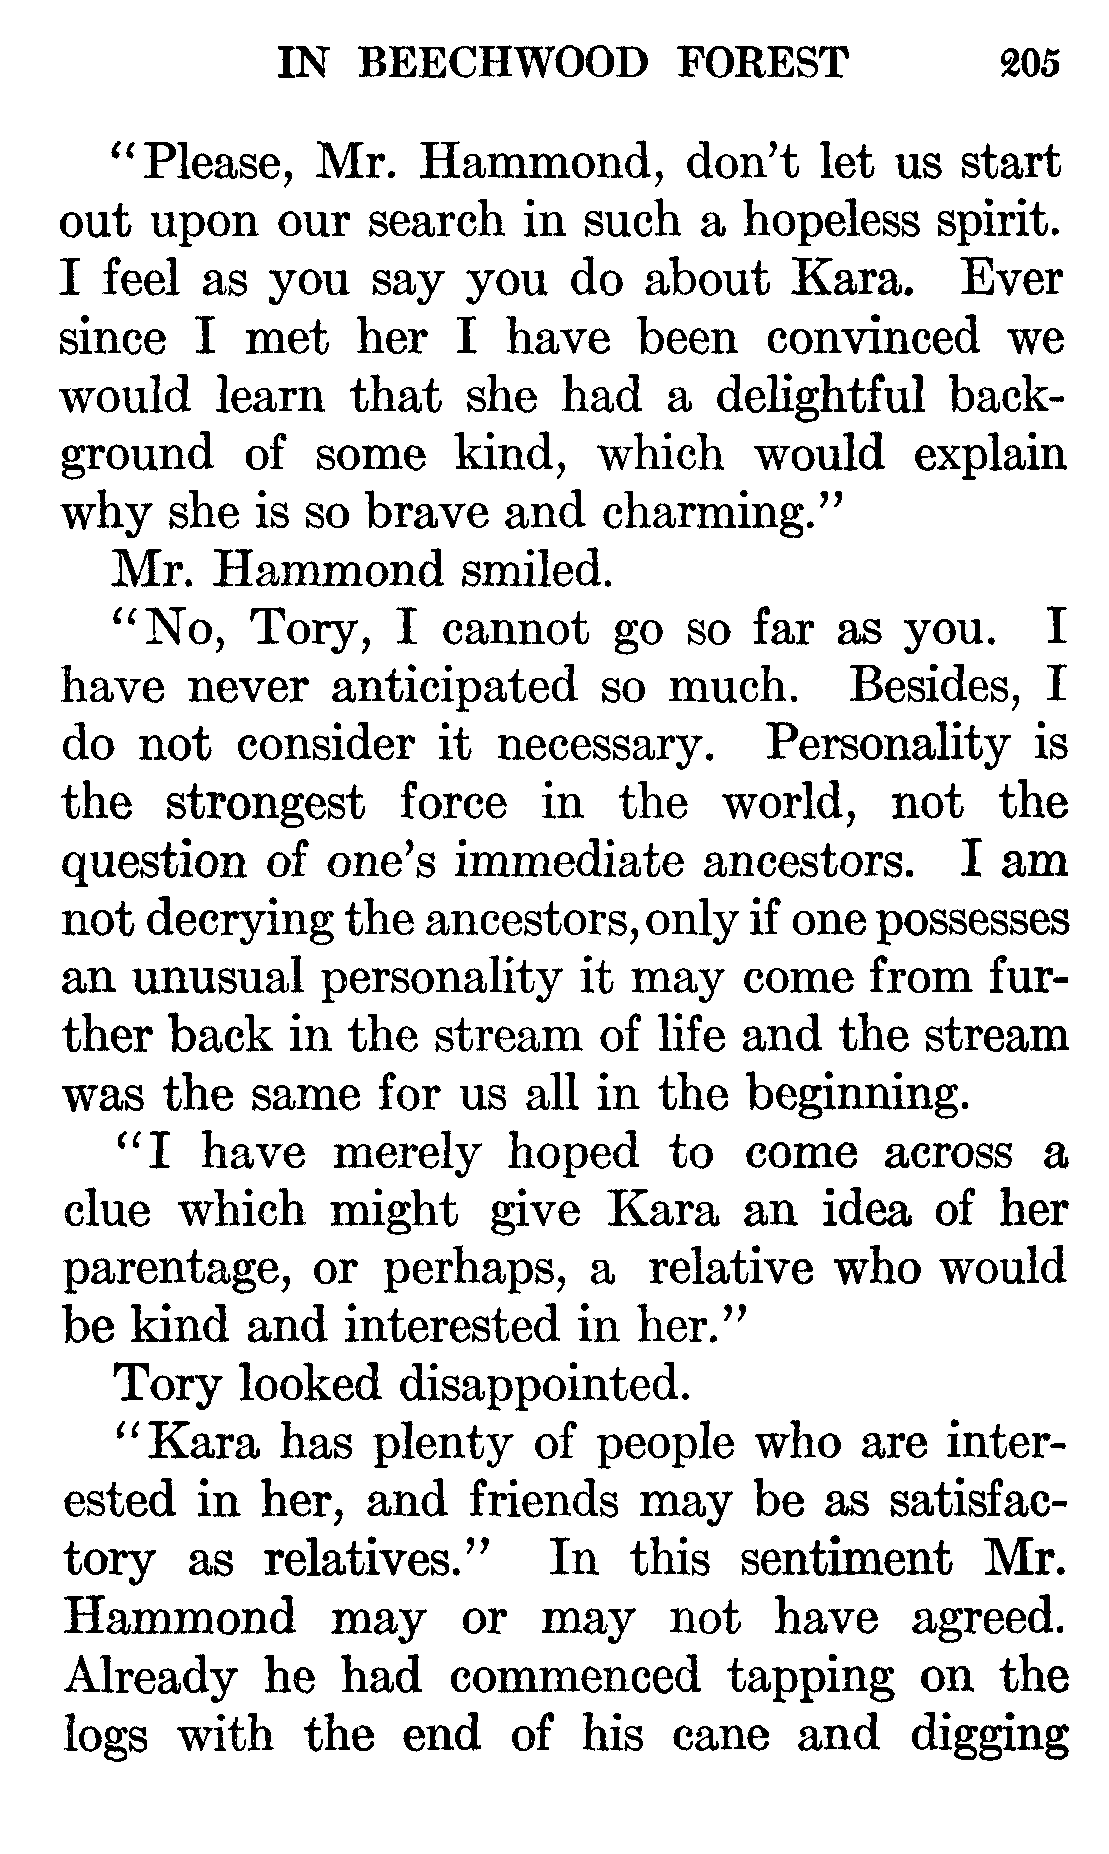 IN BEECHWOOD FOREST 205
"Please, Mr. Hammond, don't let us start
out upon our search in such a hopeless spirit.
I feel as you say you do about Kara. Ever
since I met her I have been convinced we
would learn that she had a delightful back-
ground of some kind, which would explain
why she is so brave and charming."
Mr. Hammond smiled.
"No, Tory, I cannot go so far as you. I
have never anticipated so much. Besides, I
do not consider it necessary. Personality is
the strongest force in the world, not the
question of one's immediate ancestors. I am
not decrying the ancestors, only if one possesses
an unusual personality it may come from fur-
ther back in the stream of life and the stream
was the same for us all in the beginning.
"I have merely hoped to come across a
clue which might give Kara an idea of her
parentage, or perhaps, a relative who would
be kind and interested in her."
Tory looked disappointed.
"Kara has plenty of people who are inter-
ested in her, and friends may be as satisfac-
tory as relatives." In this sentiment Mr.
Hammond may or may not have agreed.
Already he had commenced tapping on the
logs with the end of his cane and digging